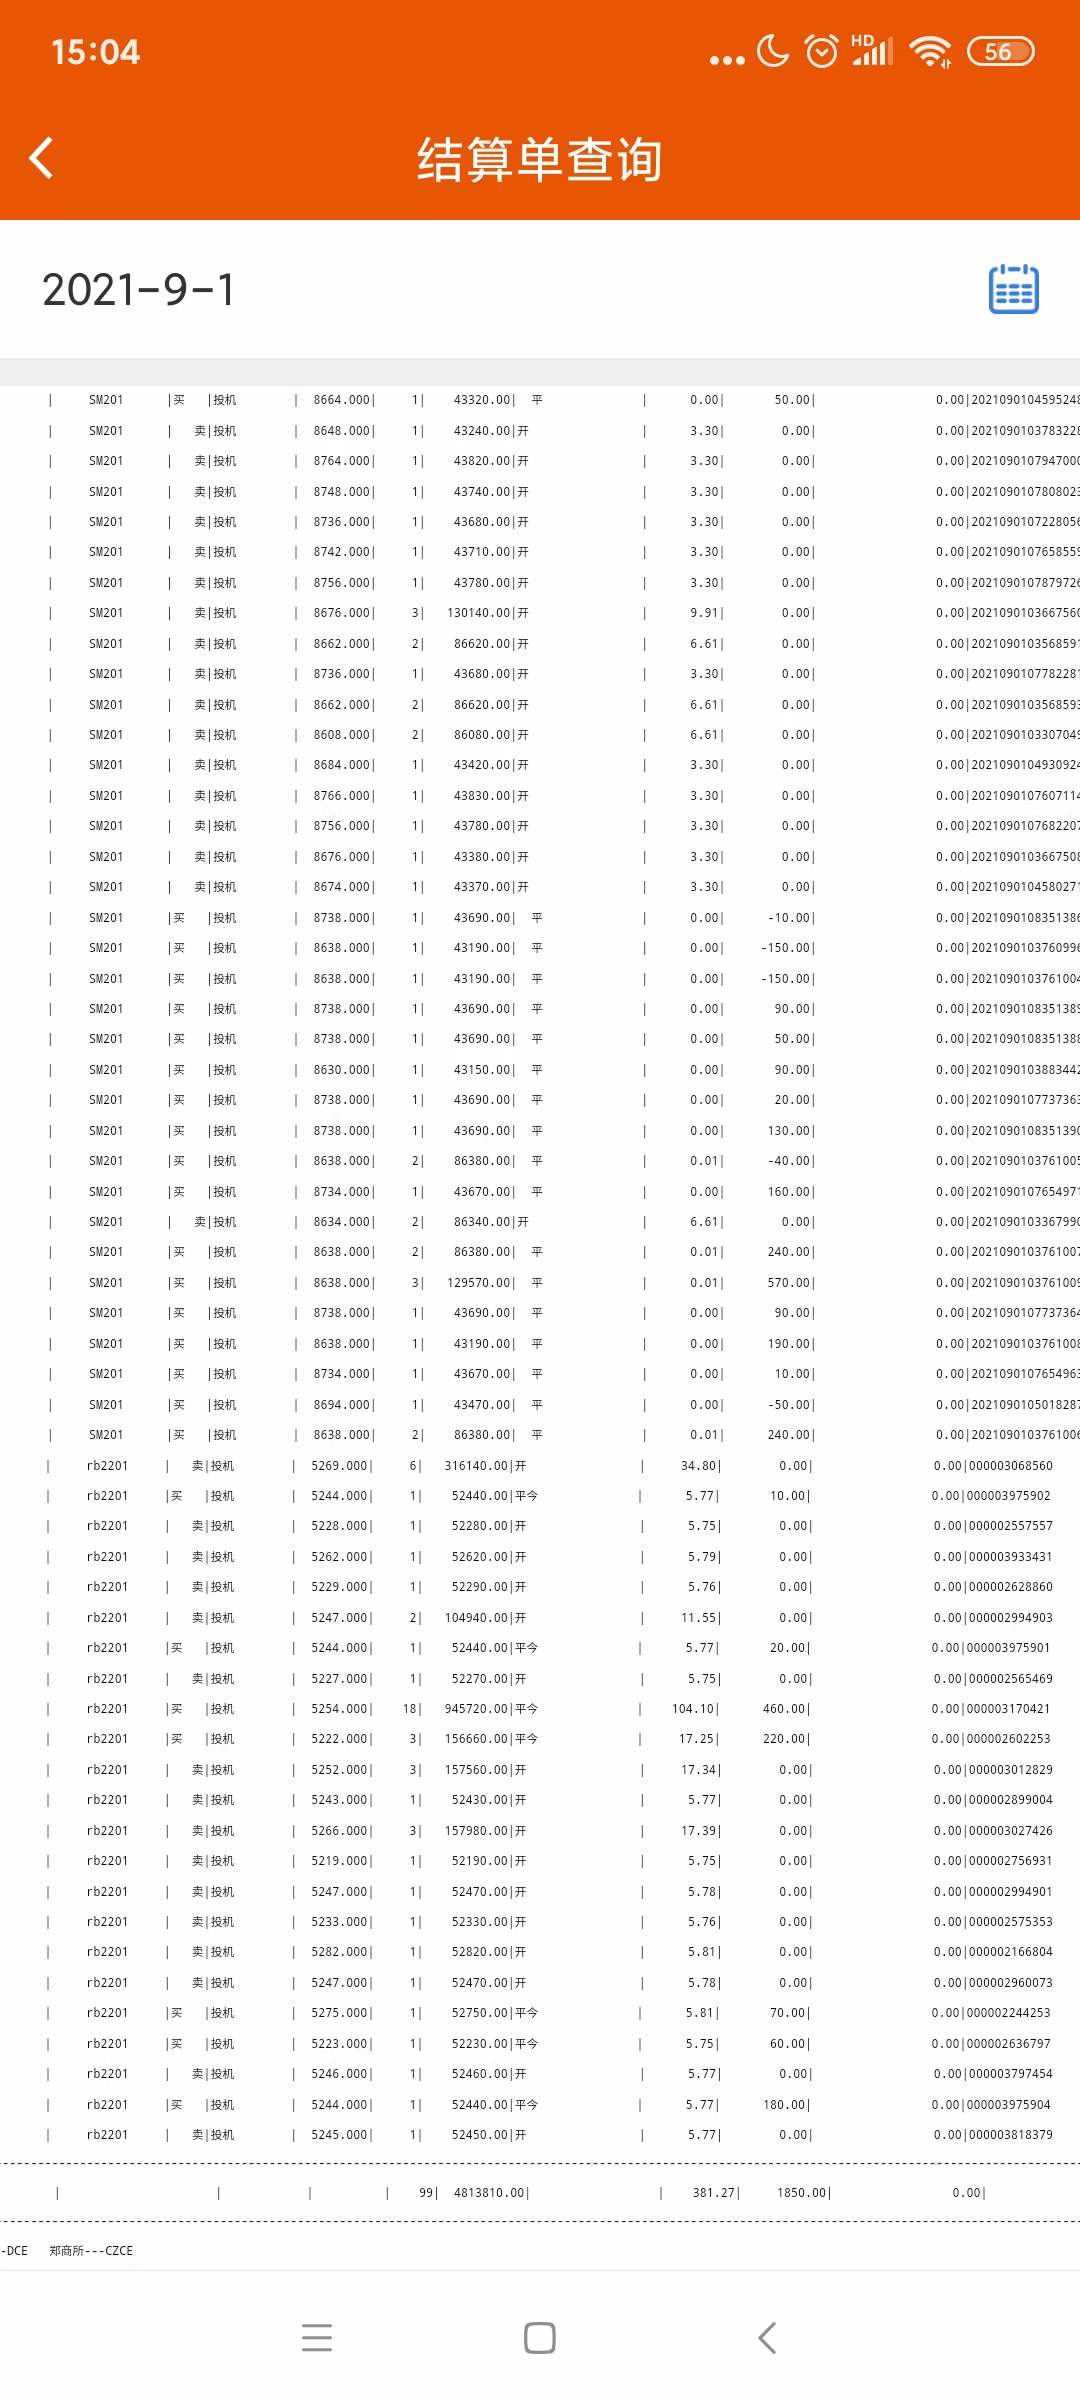 15:04
HD 56
结算单查询
2021-9-1
| SM201 |买 |投机 | 8664.000| 1| 43320.00| 平 | 0.00| 50.00| 0.00|2021090104595248
| SM201 | 卖|投机 | 8648.000| 1| 43240.00|开 | 3.30| 0.00| 0.00|2021090103783228
| SM201 | 卖|投机 | 8764.000| 1| 43820.00|开 | 3.30| 0.00| 0.00|2021090107947000
| SM201 | 卖|投机 | 8748.000| 1| 43740.00|开 | 3.30| 0.00| 0.00|2021090107808023
| SM201 | 卖|投机 | 8736.000| 1| 43680.00|开 | 3.30| 0.00| 0.00|2021090107228056
| SM201 | 卖|投机 | 8742.000| 1| 43710.00|开 | 3.30| 0.00| 0.00|2021090107658559
| SM201 | 卖|投机 | 8756.000| 1| 43780.00|开 | 3.30| 0.00| 0.00|2021090107879726
| SM201 | 卖|投机 | 8676.000| 3| 130140.00|开 | 9.91| 0.00| 0.00|2021090103667560
| SM201 | 卖|投机 | 8662.000| 2| 86620.00|开 | 6.61| 0.00| 0.00|2021090103568591
| SM201 | 卖|投机 | 8736.000| 1| 43680.00|开 | 3.30| 0.00| 0.00|2021090107782281
| SM201 | 卖|投机 | 8662.000| 2| 86620.00|开 | 6.61| 0.00| 0.00|2021090103568593
| SM201 | 卖|投机 | 8608.000| 2| 86080.00|开 | 6.61| 0.00| 0.00|2021090103307049
| SM201 | 卖|投机 | 8684.000| 1| 43420.00|开 | 3.30| 0.00| 0.00|2021090104930924
| SM201 | 卖|投机 | 8766.000| 1| 43830.00|开 | 3.30| 0.00| 0.00|2021090107607114
| SM201 | 卖|投机 | 8756.000| 1| 43780.00|开 | 3.30| 0.00| 0.00|2021090107682207
| SM201 | 卖|投机 | 8676.000| 1| 43380.00|开 | 3.30| 0.00| 0.00|2021090103667508
| SM201 | 卖|投机 | 8674.000| 1| 43370.00|开 | 3.30| 0.00| 0.00|2021090104580271
| SM201 |买 |投机 | 8738.000| 1| 43690.00| 平 | 0.00| -10.00| 0.00|2021090108351386
| SM201 |买 |投机 | 8638.000| 1| 43190.00| 平 | 0.00| -150.00| 0.00|2021090103760996
| SM201 |买 |投机 | 8638.000| 1| 43190.00| 平 | 0.00| -150.00| 0.00|2021090103761004
| SM201 |买 |投机 | 8738.000| 1| 43690.00| 平 | 0.00| 90.00| 0.00|2021090108351389
| SM201 |买 |投机 | 8738.000| 1| 43690.00| 平 | 0.00| 50.00| 0.00|2021090108351388
| SM201 |买 |投机 | 8630.000| 1| 43150.00| 平 | 0.00| 90.00| 0.00|2021090103883442
| SM201 |买 |投机 | 8738.000| 1| 43690.00| 平 | 0.00| 20.00| 0.00|2021090107737363
| SM201 |买 |投机 | 8738.000| 1| 43690.00| 平 | 0.00| 130.00| 0.00|2021090108351390
| SM201 |买 |投机 | 8638.000| 2| 86380.00| 平 | 0.01| -40.00| 0.00|2021090103761005
| SM201 |买 |投机 | 8734.000| 1| 43670.00| 平 | 0.00| 160.00| 0.00|2021090107654971
| SM201 | 卖|投机 | 8634.000| 2| 86340.00|开 | 6.61| 0.00| 0.00|2021090103367990
| SM201 |买 |投机 | 8638.000| 2| 86380.00| 平 | 0.01| 240.00| 0.00|2021090103761007
| SM201 |买 |投机 | 8638.000| 3| 129570.00| 平 | 0.01| 570.00| 0.00|2021090103761009
| SM201 |买 |投机 | 8738.000| 1| 43690.00| 平 | 0.00| 90.00| 0.00|2021090107737364
| SM201 |买 |投机 | 8638.000| 1| 43190.00| 平 | 0.00| 190.00| 0.00|2021090103761008
| SM201 |买 |投机 | 8734.000| 1| 43670.00| 平 | 0.00| 10.00| 0.00|2021090107654963
| SM201 |买 |投机 | 8694.000| 1| 43470.00| 平 | 0.00| -50.00| 0.00|2021090105018287
| SM201 |买 |投机 | 8638.000| 2| 86380.00| 平 | 0.01| 240.00| 0.00|2021090103761006
| rb2201 | 卖|投机 | 5269.000| 6| 316140.00|开 | 34.80| 0.00| 0.00|000003068560
| rb2201 |买 |投机 | 5244.000| 1| 52440.00|平今 | 5.77| 10.00| 0.00|000003975902
| rb2201 | 卖|投机 | 5228.000| 1| 52280.00|开 | 5.75| 0.00| 0.00|000002557557
| rb2201 | 卖|投机 | 5262.000| 1| 52620.00|开 | 5.79| 0.00| 0.00|000003933431
| rb2201 | 卖|投机 | 5229.000| 1| 52290.00|开 | 5.76| 0.00| 0.00|000002628860
| rb2201 | 卖|投机 | 5247.000| 2| 104940.00|开 | 11.55| 0.00| 0.00|000002994903
| rb2201 |买 |投机 | 5244.000| 1| 52440.00|平今 | 5.77| 20.00| 0.00|000003975901
| rb2201 | 卖|投机 | 5227.000| 1| 52270.00|开 | 5.75| 0.00| 0.00|000002565469
| rb2201 |买 |投机 | 5254.000| 18| 945720.00|平今 | 104.10| 460.00| 0.00|000003170421
| rb2201 |买 |投机 | 5222.000| 3| 156660.00|平今 | 17.25| 220.00| 0.00|000002602253
| rb2201 | 卖|投机 | 5252.000| 3| 157560.00|开 | 17.34| 0.00| 0.00|000003012829
| rb2201 | 卖|投机 | 5243.000| 1| 52430.00|开 | 5.77| 0.00| 0.00|000002899004
| rb2201 | 卖|投机 | 5266.000| 3| 157980.00|开 | 17.39| 0.00| 0.00|000003027426
| rb2201 | 卖|投机 | 5219.000| 1| 52190.00|开 | 5.75| 0.00| 0.00|000002756931
| rb2201 | 卖|投机 | 5247.000| 1| 52470.00|开 | 5.78| 0.00| 0.00|000002994901
| rb2201 | 卖|投机 | 5233.000| 1| 52330.00|开 | 5.76| 0.00| 0.00|000002575353
| rb2201 | 卖|投机 | 5282.000| 1| 52820.00|开 | 5.81| 0.00| 0.00|000002166804
| rb2201 | 卖|投机 | 5247.000| 1| 52470.00|开 | 5.78| 0.00| 0.00|000002960073
| rb2201 |买 |投机 | 5275.000| 1| 52750.00|平今 | 5.81| 70.00| 0.00|000002244253
| rb2201 |买 |投机 | 5223.000| 1| 52230.00|平今 | 5.75| 60.00| 0.00|000002636797
| rb2201 | 卖|投机 | 5246.000| 1| 52460.00|开 | 5.77| 0.00| 0.00|000003797454
| rb2201 |买 |投机 | 5244.000| 1| 52440.00|平今 | 5.77| 180.00| 0.00|000003975904
| rb2201 | 卖|投机 | 5245.000| 1| 52450.00|开 | 5.77| 0.00| 0.00|000003818379
| | | | 99| 4813810.00| | 381.27| 1850.00| 0.00|
-DCE 郑商所---CZCE